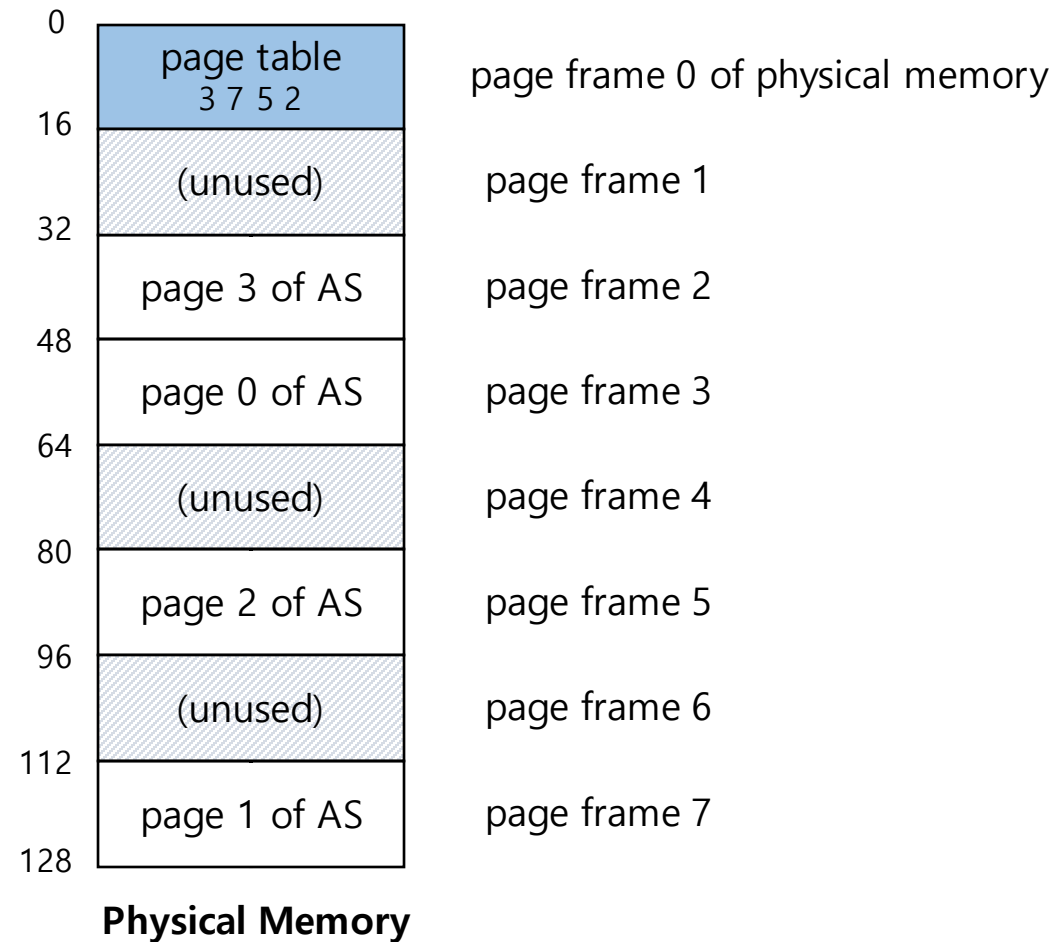 0
page table
3 7 5 2
page frame 0 of physical memory
16
(unused)
page frame 1
32
page 3 of AS
page frame 2
48
page 0 of AS
page frame 3
64
(unused)
page frame 4
80
page 2 of AS
page frame 5
96
(unused)
page frame 6
112
page 1 of AS
page frame 7
128
Physical Memory